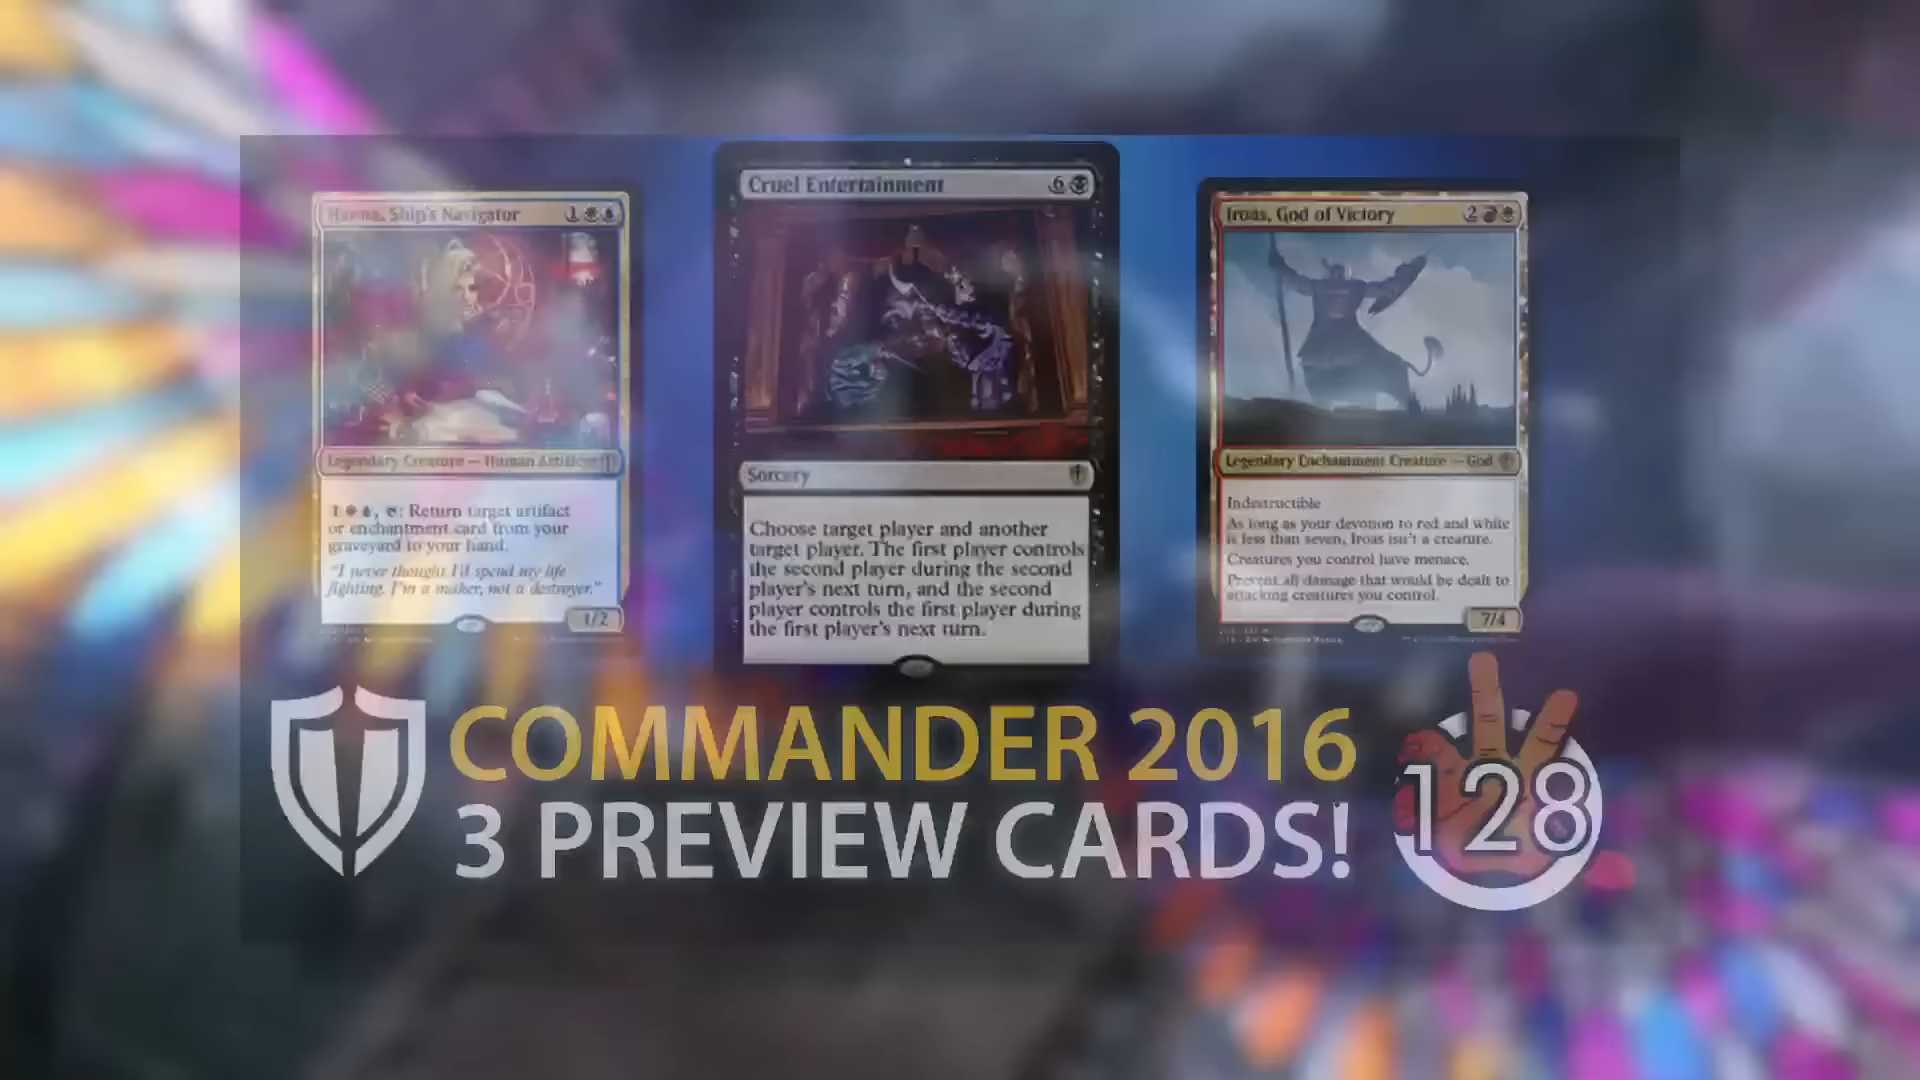 Hanna, Ship's Navigator 1
Legendary Creature — Human Artificer
1 , : Return target artifact
or enchantment card from your
graveyard to your hand.
"I never thought I'd spend my life
fighting. I'm a maker, not a destroyer."
1/2
Cruel Entertainment 6
Sorcery
Choose target player and another
target player. The first player controls
the second player during the second
player's next turn, and the second
player controls the first player during
the first player's next turn.
Iroas, God of Victory 2
Legendary Enchantment Creature — God
Indestructible
As long as your devotion to red and white
is less than seven, Iroas isn't a creature.
Creatures you control have menace.
Prevent all damage that would be dealt to
attacking creatures you control.
7/4
COMMANDER 2016
3 PREVIEW CARDS!
128